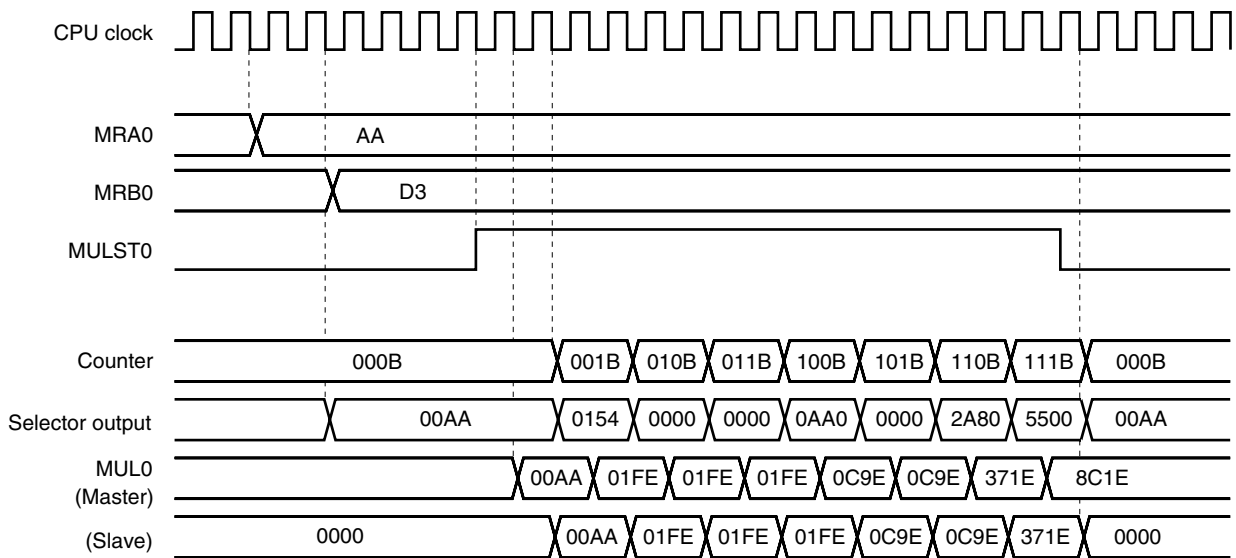 CPU clock
MRA0 AA
MRB0 D3
MULST0
Counter 000B 001B 010B 011B 100B 101B 110B 111B 000B
Selector output 00AA 0154 0000 0000 0AA0 0000 2A80 5500 00AA
MUL0 00AA 01FE 01FE 01FE 0C9E 0C9E 371E 8C1E
(Master)
(Slave) 0000 00AA 01FE 01FE 01FE 0C9E 0C9E 371E 0000